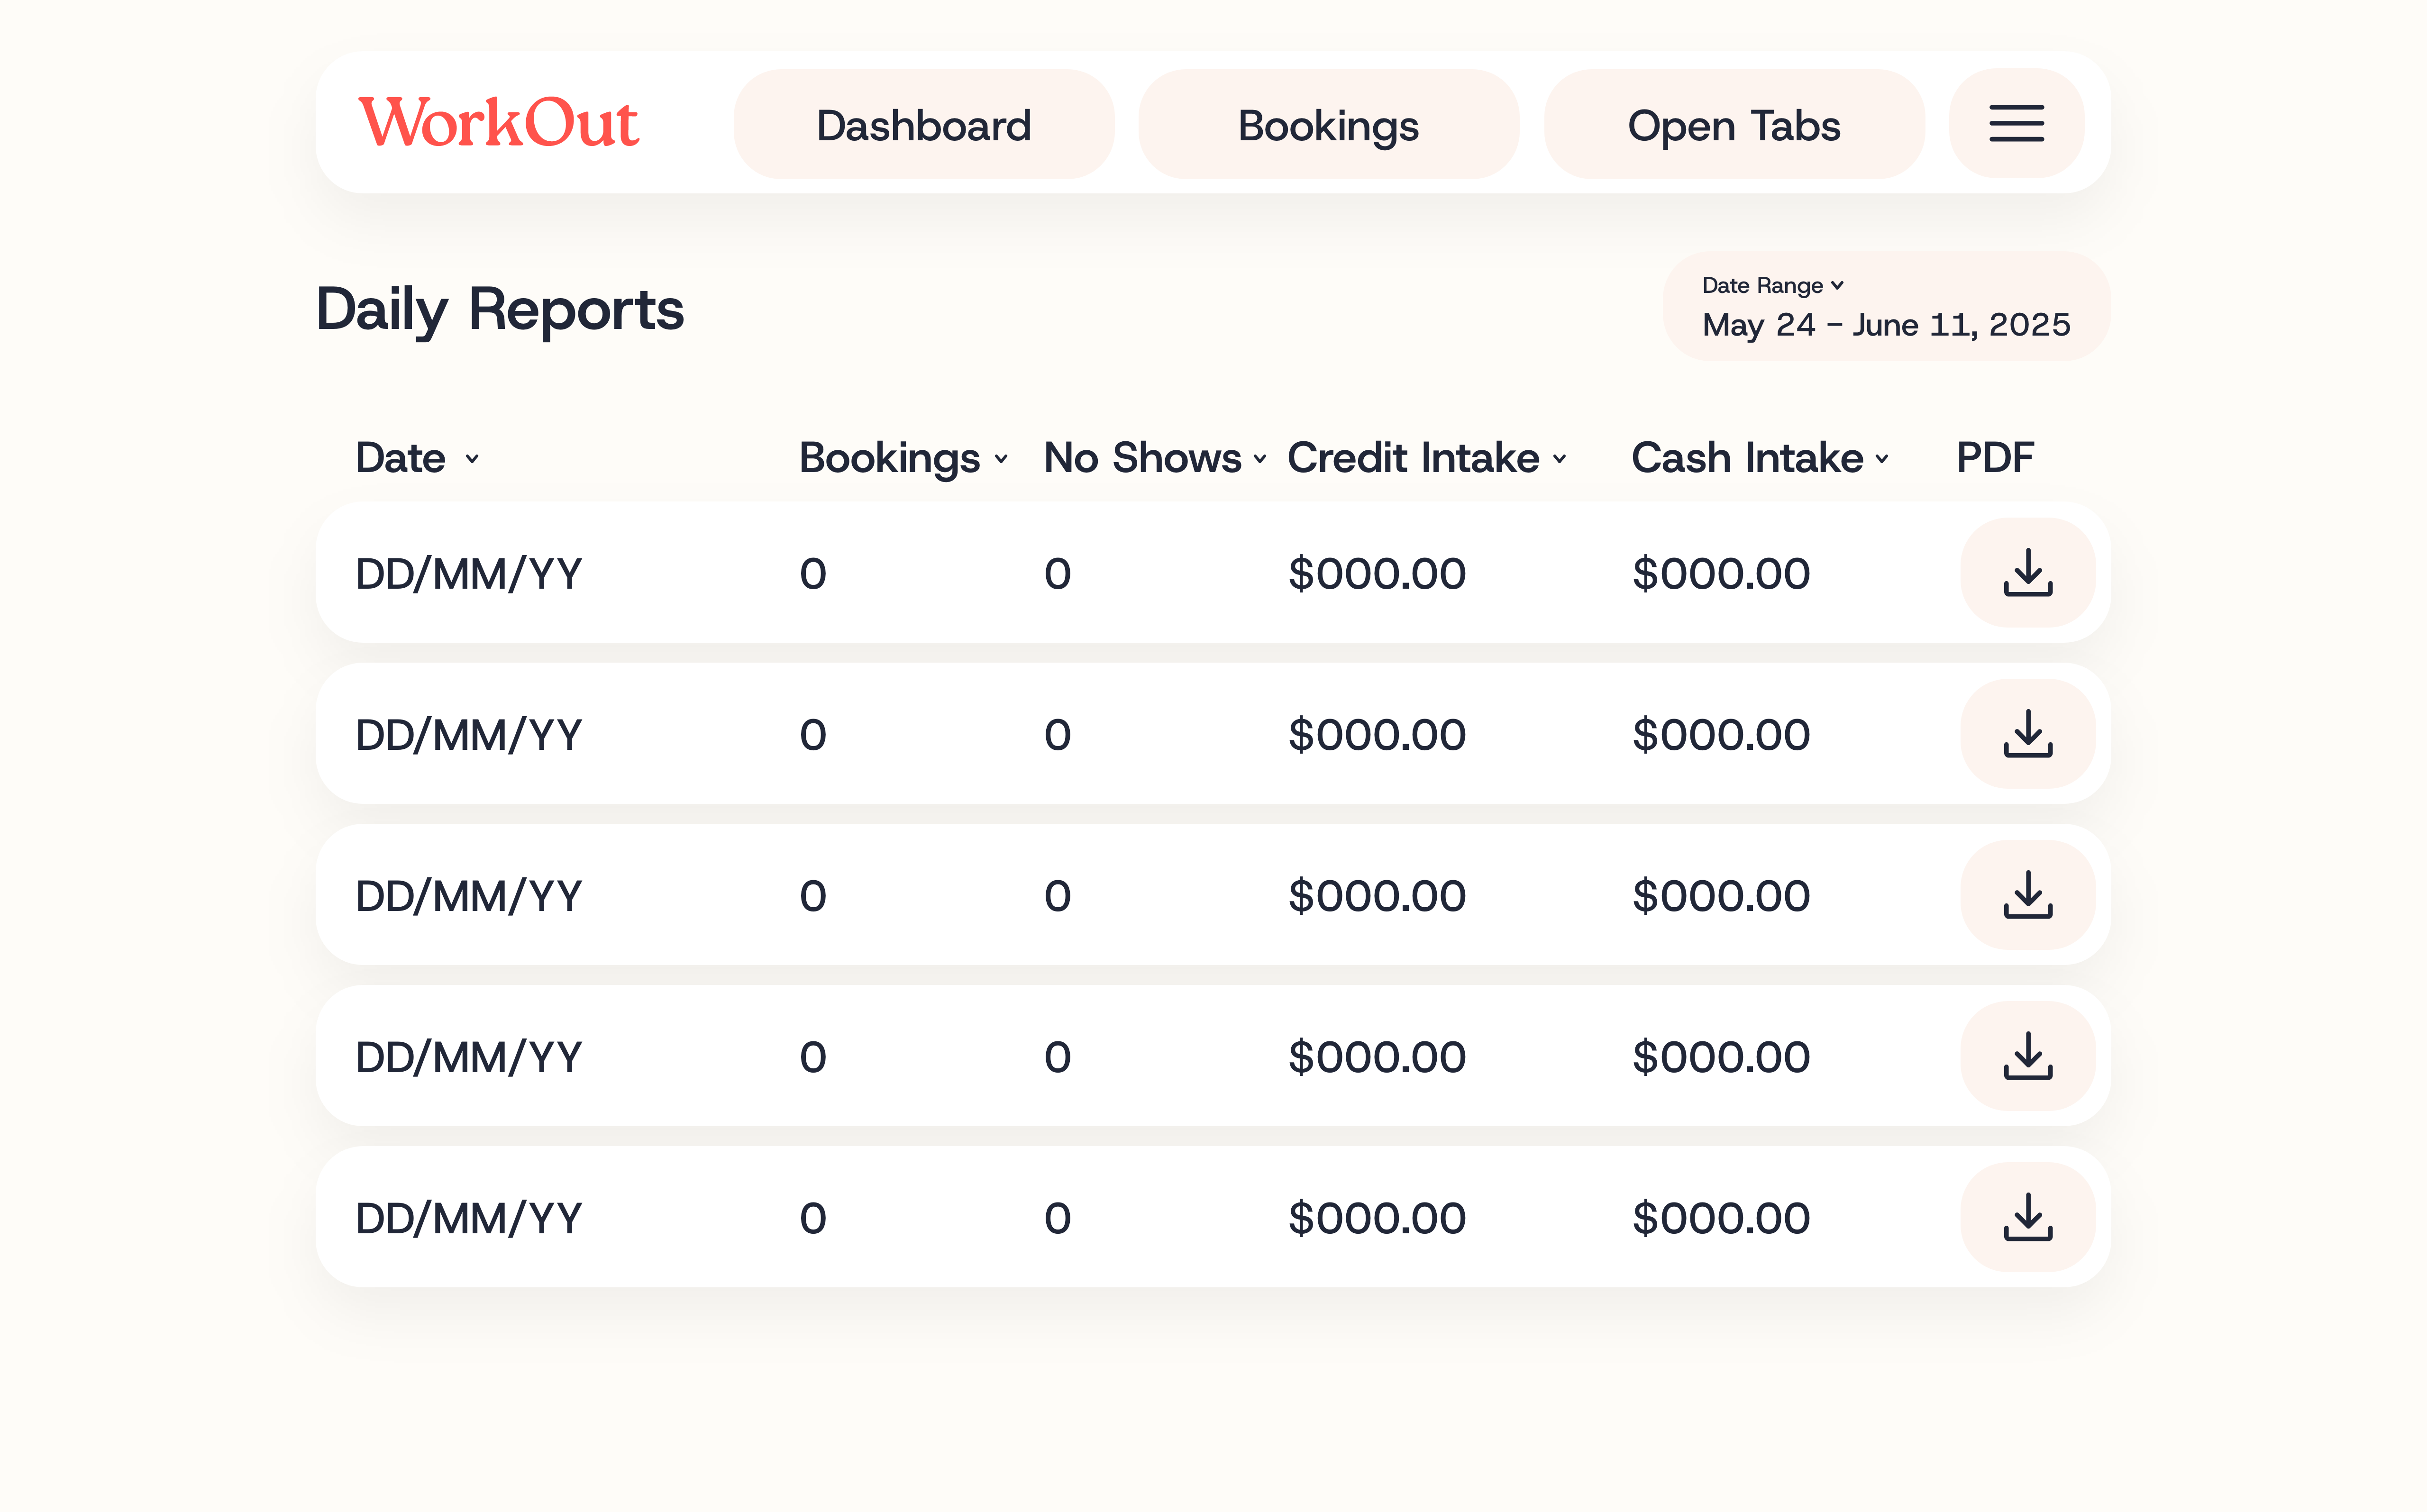 WorkOut Dashboard Bookings Open Tabs
Daily Reports
Date Range
May 24 – June 11, 2025
Date Bookings No Shows Credit Intake Cash Intake PDF
DD/MM/YY 0 0 $000.00 $000.00
DD/MM/YY 0 0 $000.00 $000.00
DD/MM/YY 0 0 $000.00 $000.00
DD/MM/YY 0 0 $000.00 $000.00
DD/MM/YY 0 0 $000.00 $000.00